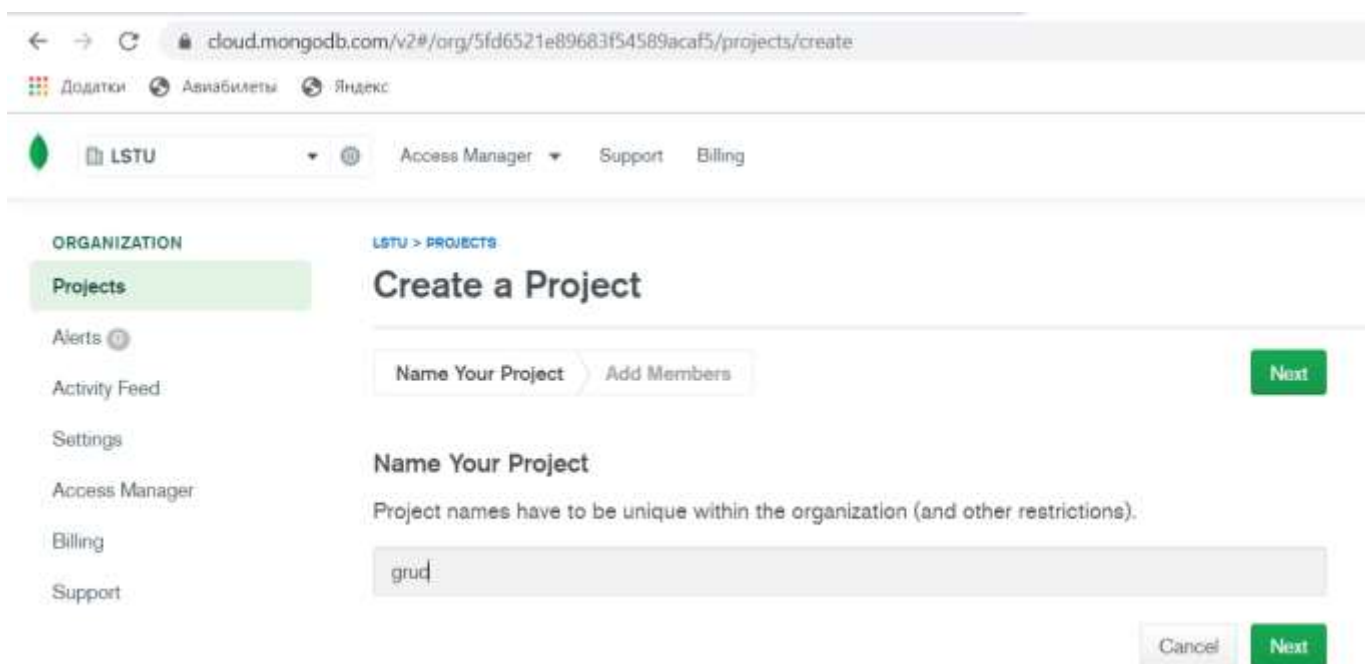 cloud.mongodb.com/v2#/org/5fd6521e89683f54589acaf5/projects/create
Додатки Авиабилеты Яндекс
LSTU Access Manager Support Billing
ORGANIZATION
Projects
Alerts 0
Activity Feed
Settings
Access Manager
Billing
Support
LSTU > PROJECTS
Create a Project
Name Your Project Add Members Next
Name Your Project
Project names have to be unique within the organization (and other restrictions).
grud
Cancel Next